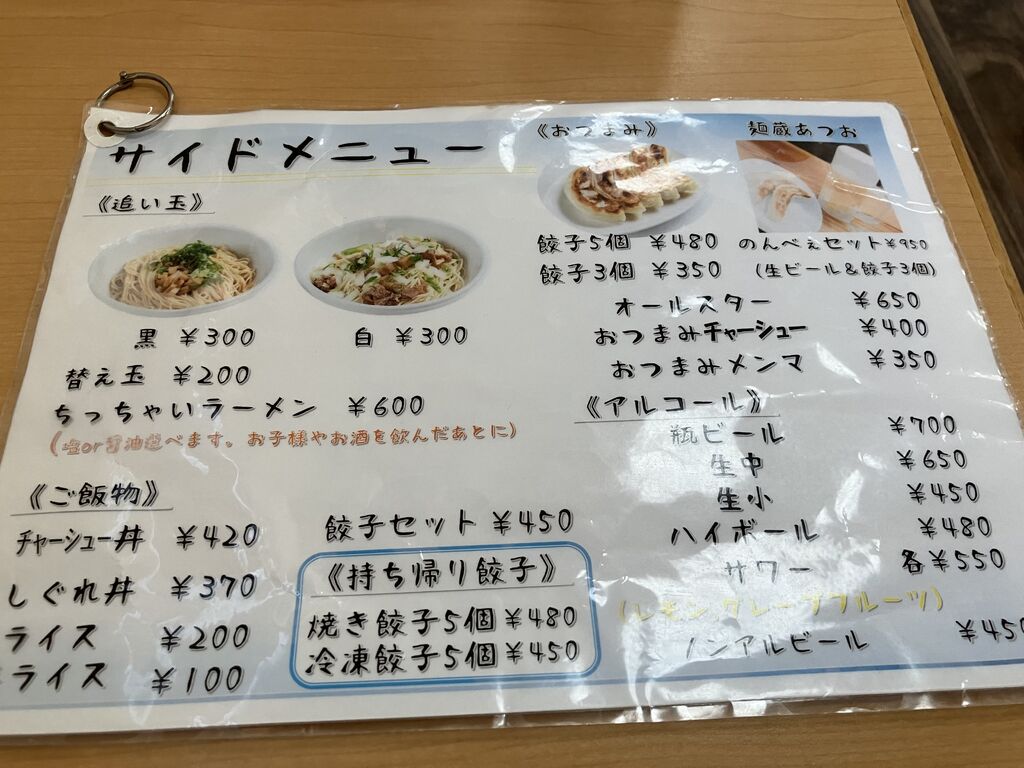 サイドメニュー
《追い玉》
黒 ¥300
白 ¥300
替え玉 ¥200
ちっちゃいラーメン ¥600
(塩or醤油選べます。お子様やお酒を飲んだあとに)
《ご飯物》
チャーシュー丼 ¥420
しぐれ丼 ¥370
ライス ¥200
ライス ¥100
餃子セット ¥450
《持ち帰り餃子》
焼き餃子5個 ¥480
冷凍餃子5個 ¥450
《おつまみ》
麺蔵あつお
餃子5個 ¥480
餃子3個 ¥350
のんべぇセット ¥950
(生ビール&餃子3個)
オールスター ¥650
おつまみチャーシュー ¥400
おつまみメンマ ¥350
《アルコール》
瓶ビール ¥700
生中 ¥650
生小 ¥450
ハイボール ¥480
サワー 各¥550
(レモン グレープフルーツ)
ノンアルビール ¥450